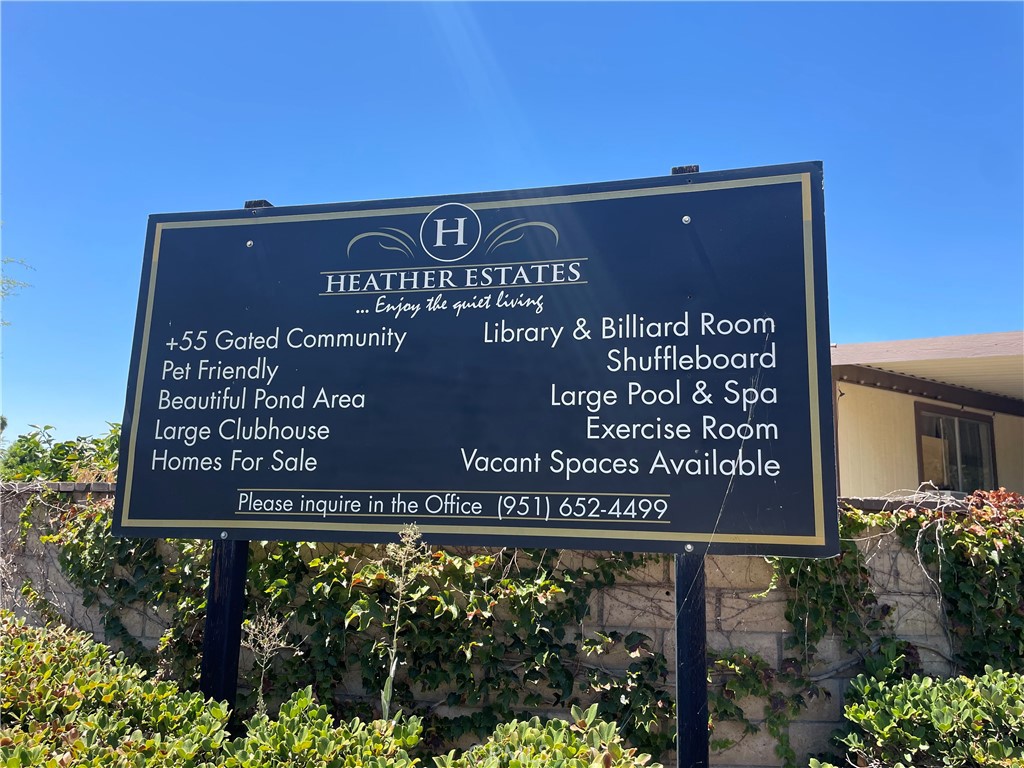 H
HEATHER ESTATES
... Enjoy the quiet living
+55 Gated Community
Pet Friendly
Beautiful Pond Area
Large Clubhouse
Homes For Sale
Library & Billiard Room
Shuffleboard
Large Pool & Spa
Exercise Room
Vacant Spaces Available
Please inquire in the Office (951) 652-4499